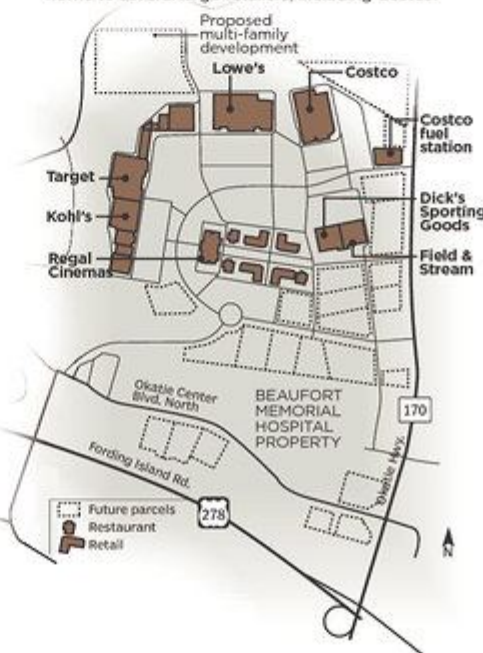 Proposed
multi-family
development
Lowe's
Costco
Costco
fuel
station
Target
Kohl's
Dick's
Sporting
Goods
Regal
Cinemas
Field &
Stream
Okatie Center
Blvd. North
BEAUFORT
MEMORIAL
HOSPITAL
PROPERTY
170
Okatie Hwy.
Fording Island Rd.
278
Future parcels
Restaurant
Retail
N